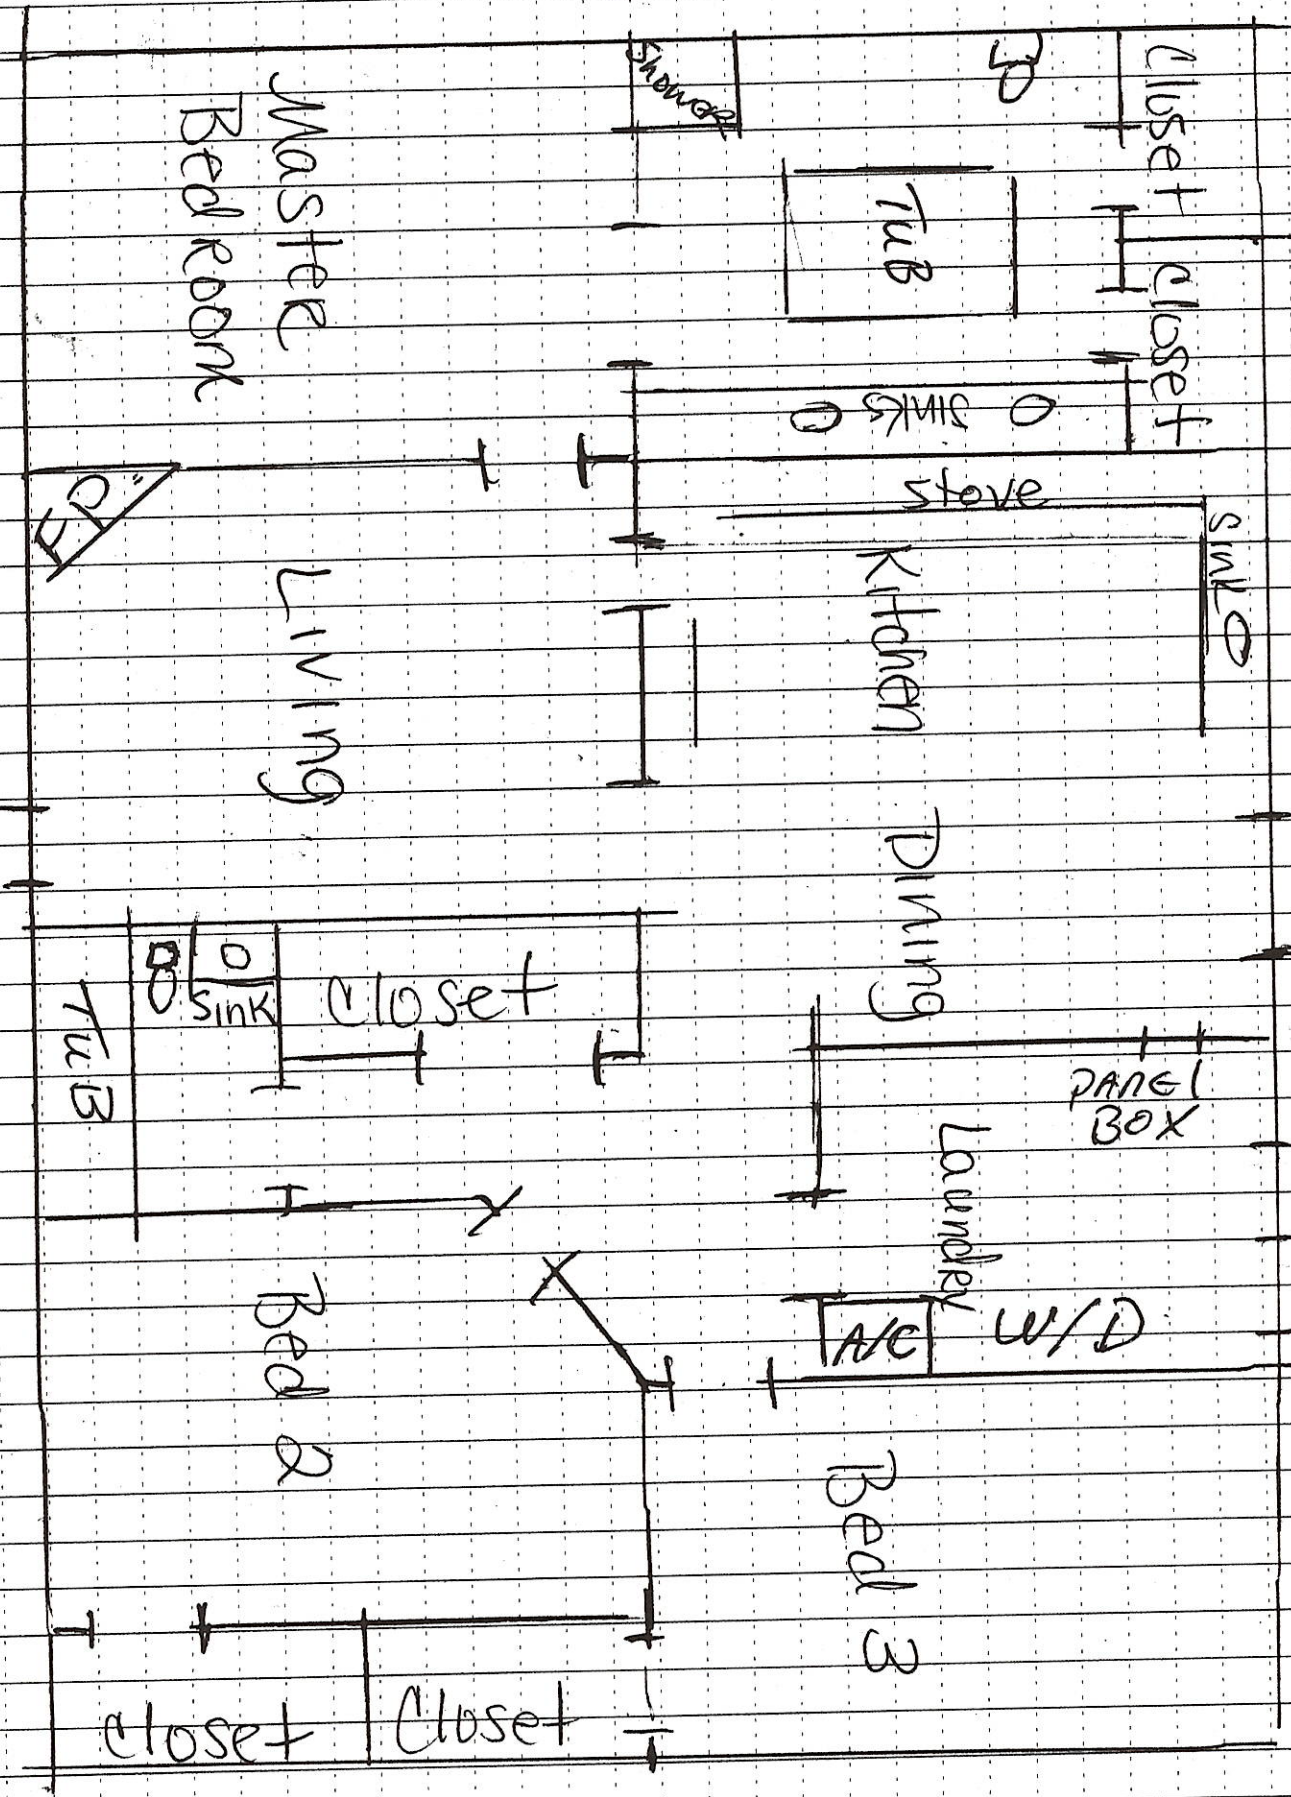 Shower
Closet
Master
Bedroom
TuB
Closet
SINKS
Stove
Sink
FP
Kitchen
Living
Dining
Sink
Closet
TuB
PANEl
BOX
Laundry
A/C
W/D
Bed 2
Bed 3
Closet
Closet